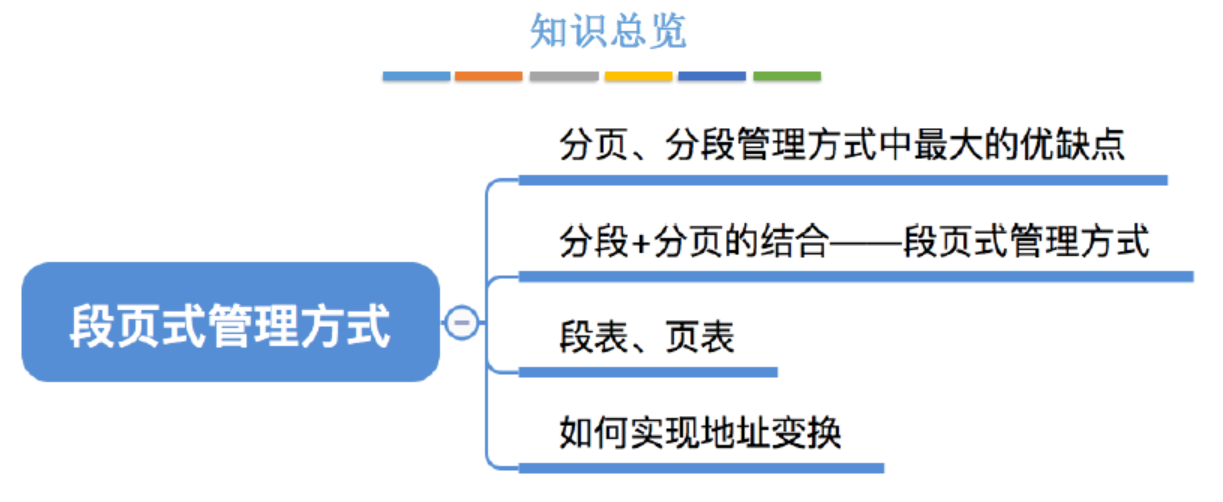 知识总览
分页、分段管理方式中最大的优缺点
分段+分页的结合——段页式管理方式
段页式管理方式
段表、页表
如何实现地址变换